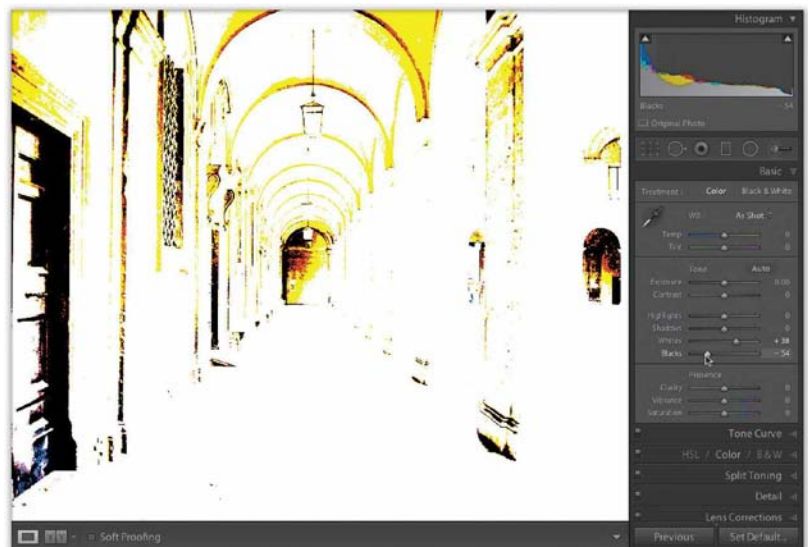 Histogram
Blacks - 54
Original Photo
Basic
Treatment : Color Black & White
WB : As Shot
Temp 0
Tint 0
Tone Auto
Exposure 0.00
Contrast 0
Highlights 0
Shadows 0
Whites + 38
Blacks - 54
Presence
Clarity 0
Vibrance 0
Saturation 0
Tone Curve
HSL / Color / B & W
Split Toning
Detail
Lens Corrections
Y Y Soft Proofing
Previous Set Default...